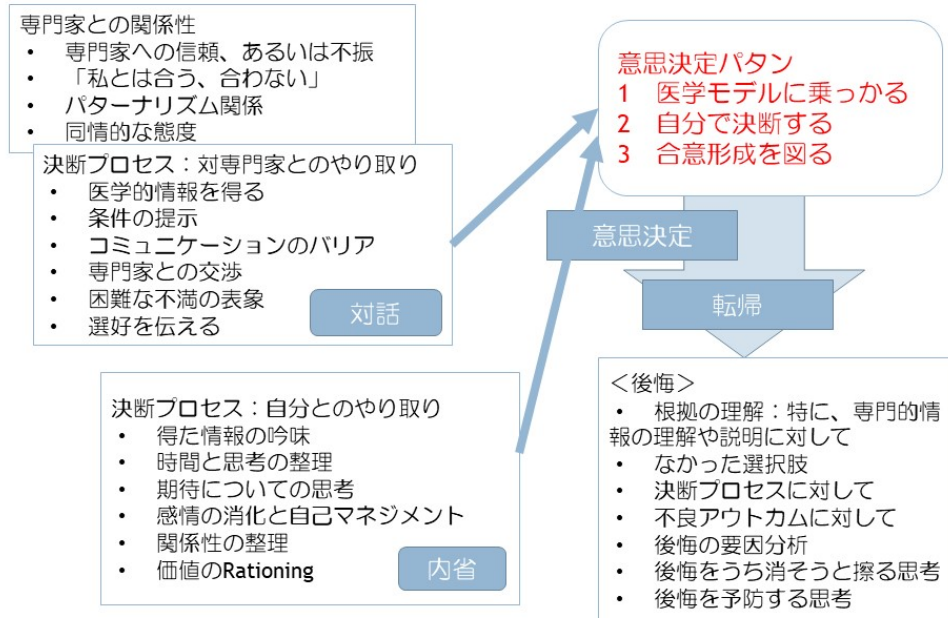 専門家との関係性
• 専門家への信頼、あるいは不振
• 「私とは合う、合わない」
• パターナリズム関係
• 同情的な態度
決断プロセス：対専門家とのやり取り
• 医学的情報を得る
• 条件の提示
• コミュニケーションのバリア
• 専門家との交渉
• 困難な不満の表象
• 選好を伝える
対話
決断プロセス：自分とのやり取り
• 得た情報の吟味
• 時間と思考の整理
• 期待についての思考
• 感情の消化と自己マネジメント
• 関係性の整理
• 価値のRationing
内省
意思決定パタン
1 医学モデルに乗っかる
2 自分で決断する
3 合意形成を図る
意思決定
転帰
＜後悔＞
• 根拠の理解：特に、専門的情
報の理解や説明に対して
• なかった選択肢
• 決断プロセスに対して
• 不良アウトカムに対して
• 後悔の要因分析
• 後悔をうち消そうと擦る思考
• 後悔を予防する思考